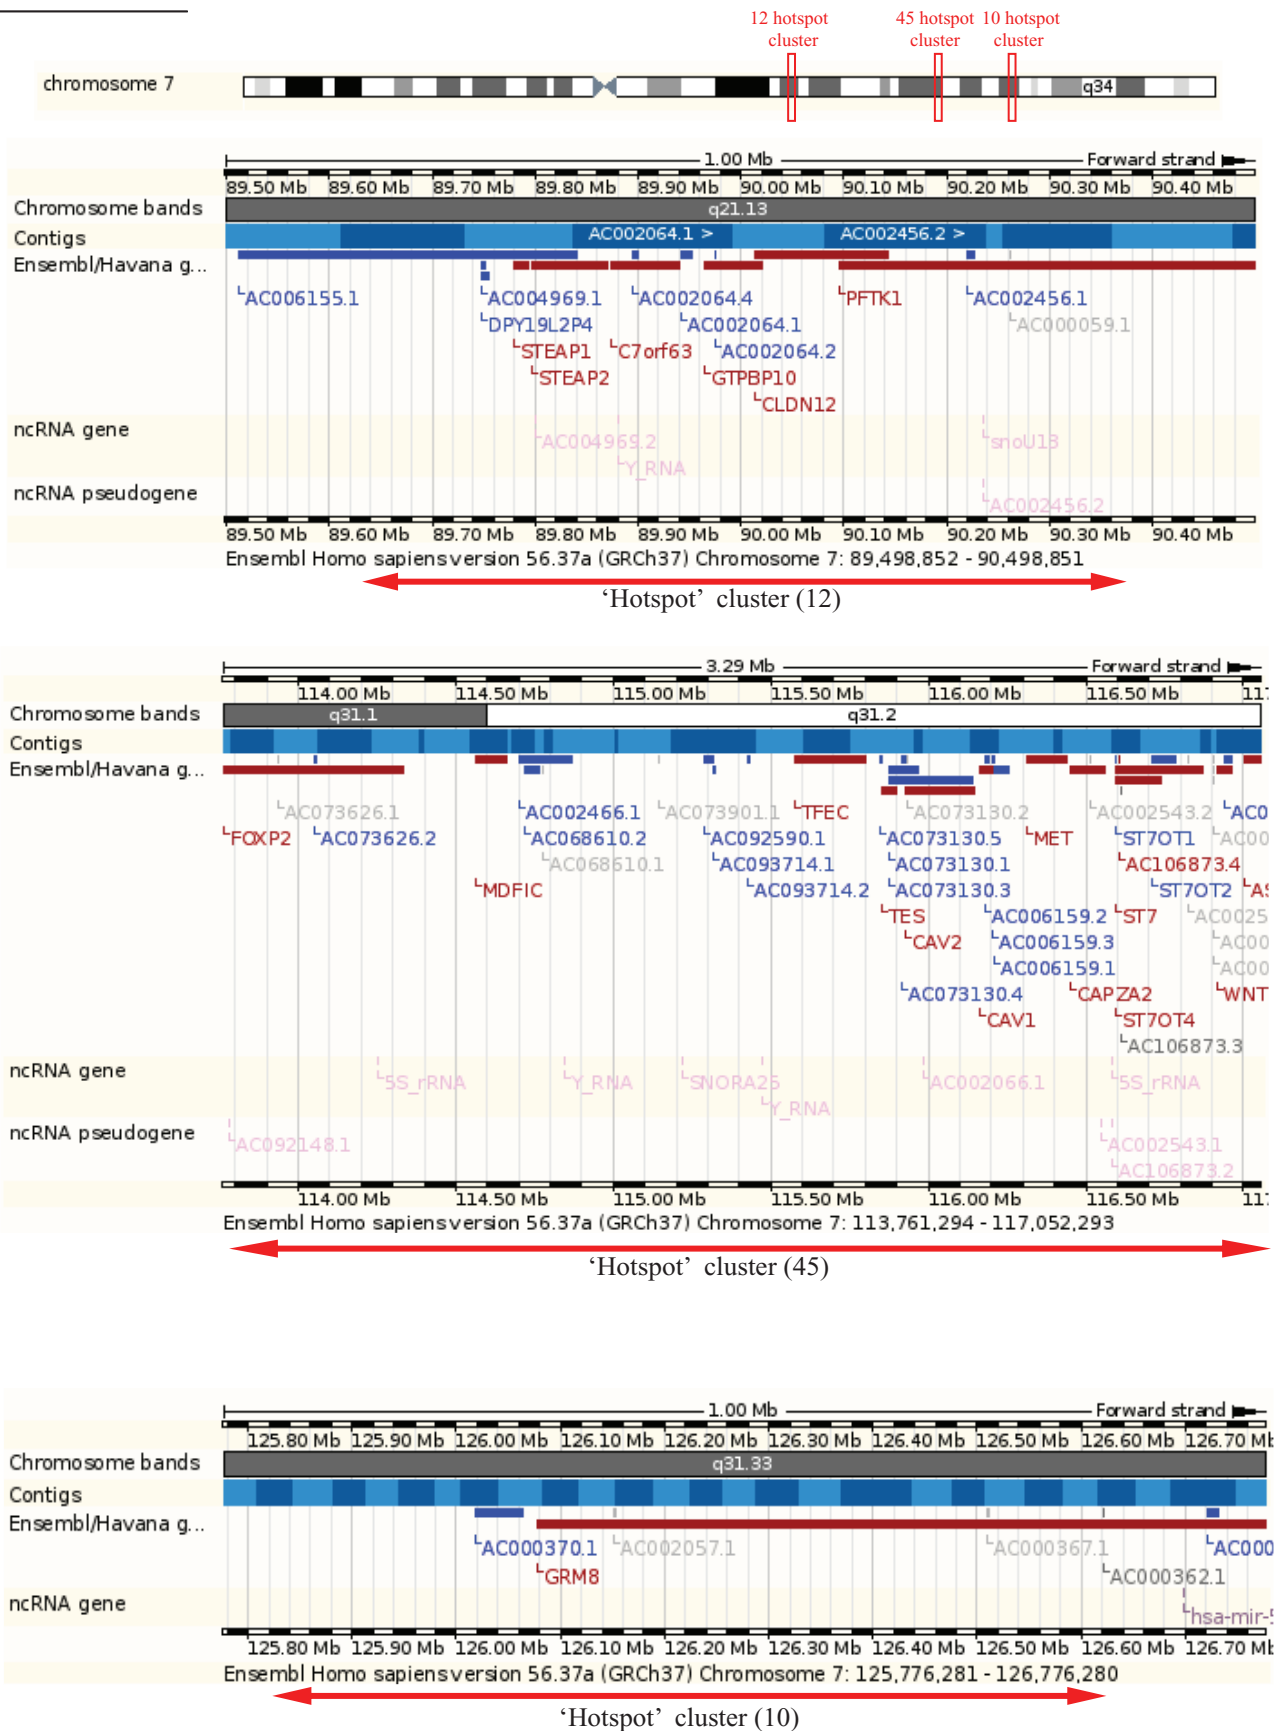 12 hotspot cluster
45 hotspot cluster
10 hotspot cluster
chromosome 7
q34
1.00 Mb Forward strand
89.50 Mb 89.60 Mb 89.70 Mb 89.80 Mb 89.90 Mb 90.00 Mb 90.10 Mb 90.20 Mb 90.30 Mb 90.40 Mb
Chromosome bands q21.13
Contigs AC002064.1 > AC002456.2 >
Ensembl/Havana g...
AC006155.1 AC004969.1 AC002064.4 PFTK1 AC002456.1
DPY19L2P4 AC002064.1 AC000059.1
STEAP1 C7orf63 AC002064.2
STEAP2 GTPBP10
CLDN12
ncRNA gene
AC004969.2 snoU13
Y_RNA
ncRNA pseudogene
AC002456.2
89.50 Mb 89.60 Mb 89.70 Mb 89.80 Mb 89.90 Mb 90.00 Mb 90.10 Mb 90.20 Mb 90.30 Mb 90.40 Mb
Ensembl Homo sapiens version 56.37a (GRCh37) Chromosome 7: 89,498,852 - 90,498,851
‘Hotspot’ cluster (12)
3.29 Mb Forward strand
114.00 Mb 114.50 Mb 115.00 Mb 115.50 Mb 116.00 Mb 116.50 Mb 117
Chromosome bands q31.1 q31.2
Contigs
Ensembl/Havana g...
AC073626.1 AC002466.1 AC073901.1 TFEC AC073130.2 AC002543.2 AC0
FOXP2 AC073626.2 AC068610.2 AC092590.1 AC073130.5 MET ST7OT1 AC00
AC068610.1 AC093714.1 AC073130.1 AC106873.4
MDFIC AC093714.2 AC073130.3 ST7OT2 AS
TES AC006159.2 ST7 AC0025
CAV2 AC006159.3 AC00
AC006159.1 AC00
AC073130.4 CAPZA2 WNT
CAV1 ST7OT4
AC106873.3
ncRNA gene
5S_rRNA Y_RNA SNORA25 AC002066.1 5S_rRNA
Y_RNA
ncRNA pseudogene
AC092148.1 AC002543.1
AC106873.2
114.00 Mb 114.50 Mb 115.00 Mb 115.50 Mb 116.00 Mb 116.50 Mb 117
Ensembl Homo sapiens version 56.37a (GRCh37) Chromosome 7: 113,761,294 - 117,052,293
‘Hotspot’ cluster (45)
1.00 Mb Forward strand
125.80 Mb 125.90 Mb 126.00 Mb 126.10 Mb 126.20 Mb 126.30 Mb 126.40 Mb 126.50 Mb 126.60 Mb 126.70 Mb
Chromosome bands q31.33
Contigs
Ensembl/Havana g...
AC000370.1 AC002057.1 AC000367.1 AC000
GRM8 AC000362.1
ncRNA gene
hsa-mir-5
125.80 Mb 125.90 Mb 126.00 Mb 126.10 Mb 126.20 Mb 126.30 Mb 126.40 Mb 126.50 Mb 126.60 Mb 126.70 Mb
Ensembl Homo sapiens version 56.37a (GRCh37) Chromosome 7: 125,776,281 - 126,776,280
‘Hotspot’ cluster (10)